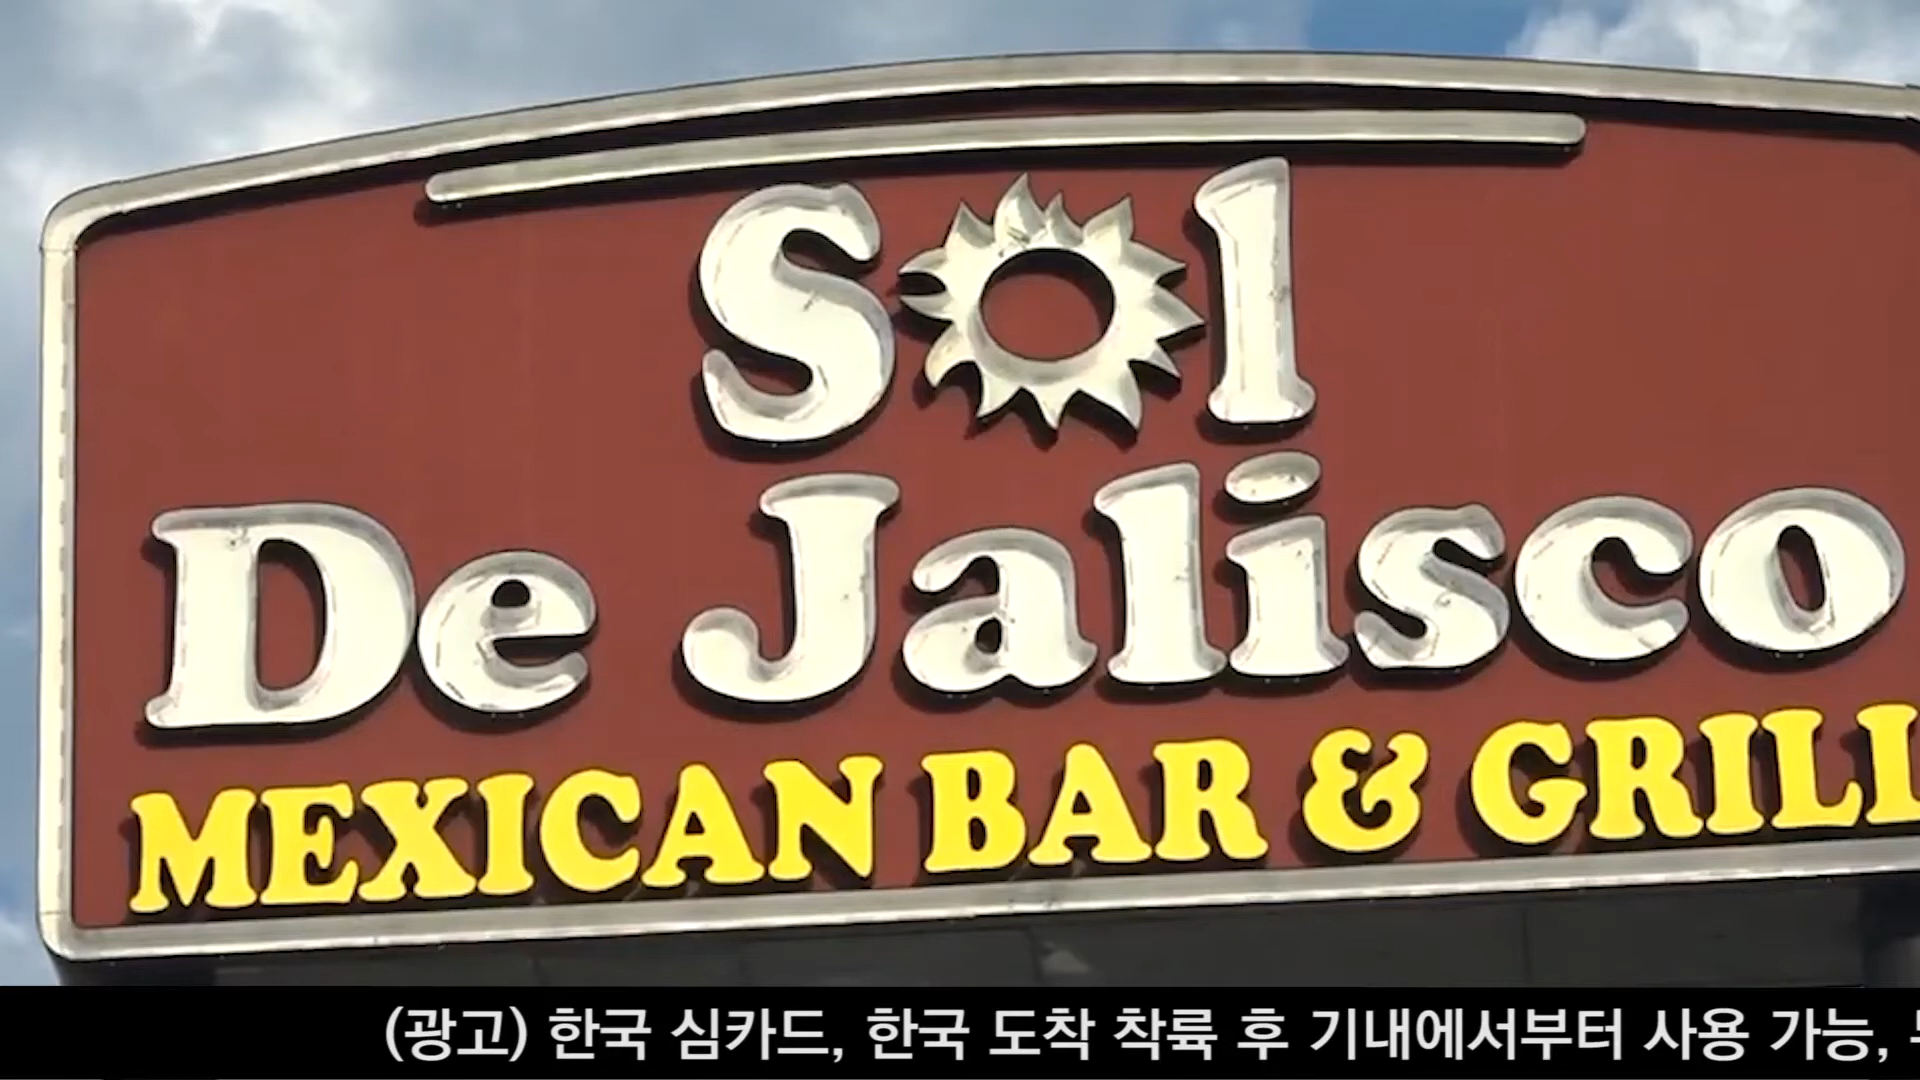 Sol
De Jalisco
MEXICAN BAR & GRILL
(광고) 한국 심카드, 한국 도착 착륙 후 기내에서부터 사용 가능,